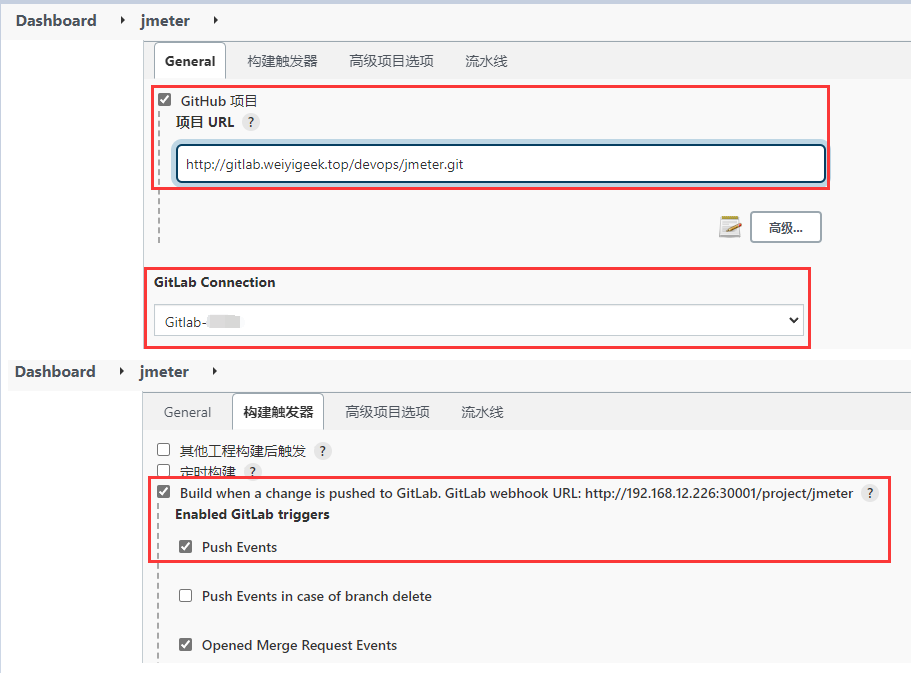 Dashboard jmeter
General 构建触发器 高级项目选项 流水线
GitHub 项目
项目 URL ?
http://gitlab.weiyigeek.top/devops/jmeter.git
高级...
GitLab Connection
Gitlab-
Dashboard jmeter
General 构建触发器 高级项目选项 流水线
其他工程构建后触发 ?
定时构建 ?
Build when a change is pushed to GitLab. GitLab webhook URL: http://192.168.12.226:30001/project/jmeter ?
Enabled GitLab triggers
Push Events
Push Events in case of branch delete
Opened Merge Request Events